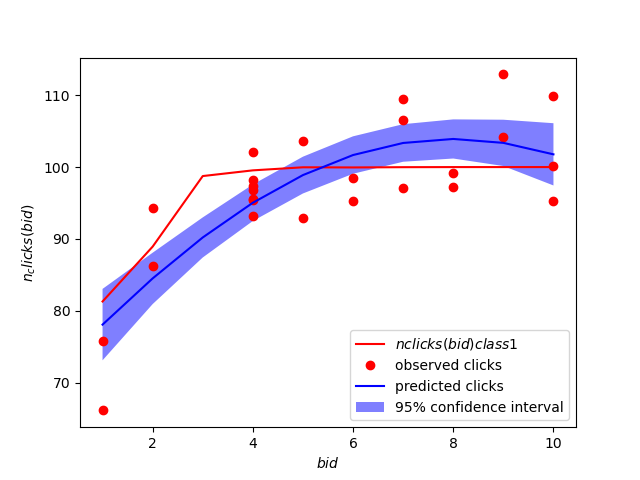 110
100
90
80
70
n_clicks(bid)
nclicks(bid)class1
observed clicks
predicted clicks
95% confidence interval
2 4 6 8 10
bid